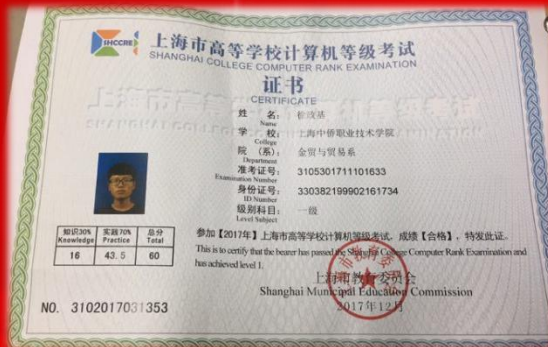 SHCCRE
上海市高等学校计算机等级考试
SHANGHAI COLLEGE COMPUTER RANK EXAMINATION
证书
CERTIFICATE
姓 名:
Name
学 校: 上海中侨职业技术学院
College
院 (系): 金贸与贸易系
Department
准考证号: 3105301711101633
Examination Number
身份证号: 330382199902161734
ID Number
级别科目: 一级
Level Subject
知识30% 实践70% 总分
Knowledge Practice Total
16 43.5 60
参加【2017年】上海市高等学校计算机等级考试,成绩【合格】,特发此证。
This is to certify that the bearer has passed the Shanghai College Computer Rank Examination and
has achieved level 1.
上海市教育委员会
Shanghai Municipal Education Commission
2017年12月
NO. 3102017031353